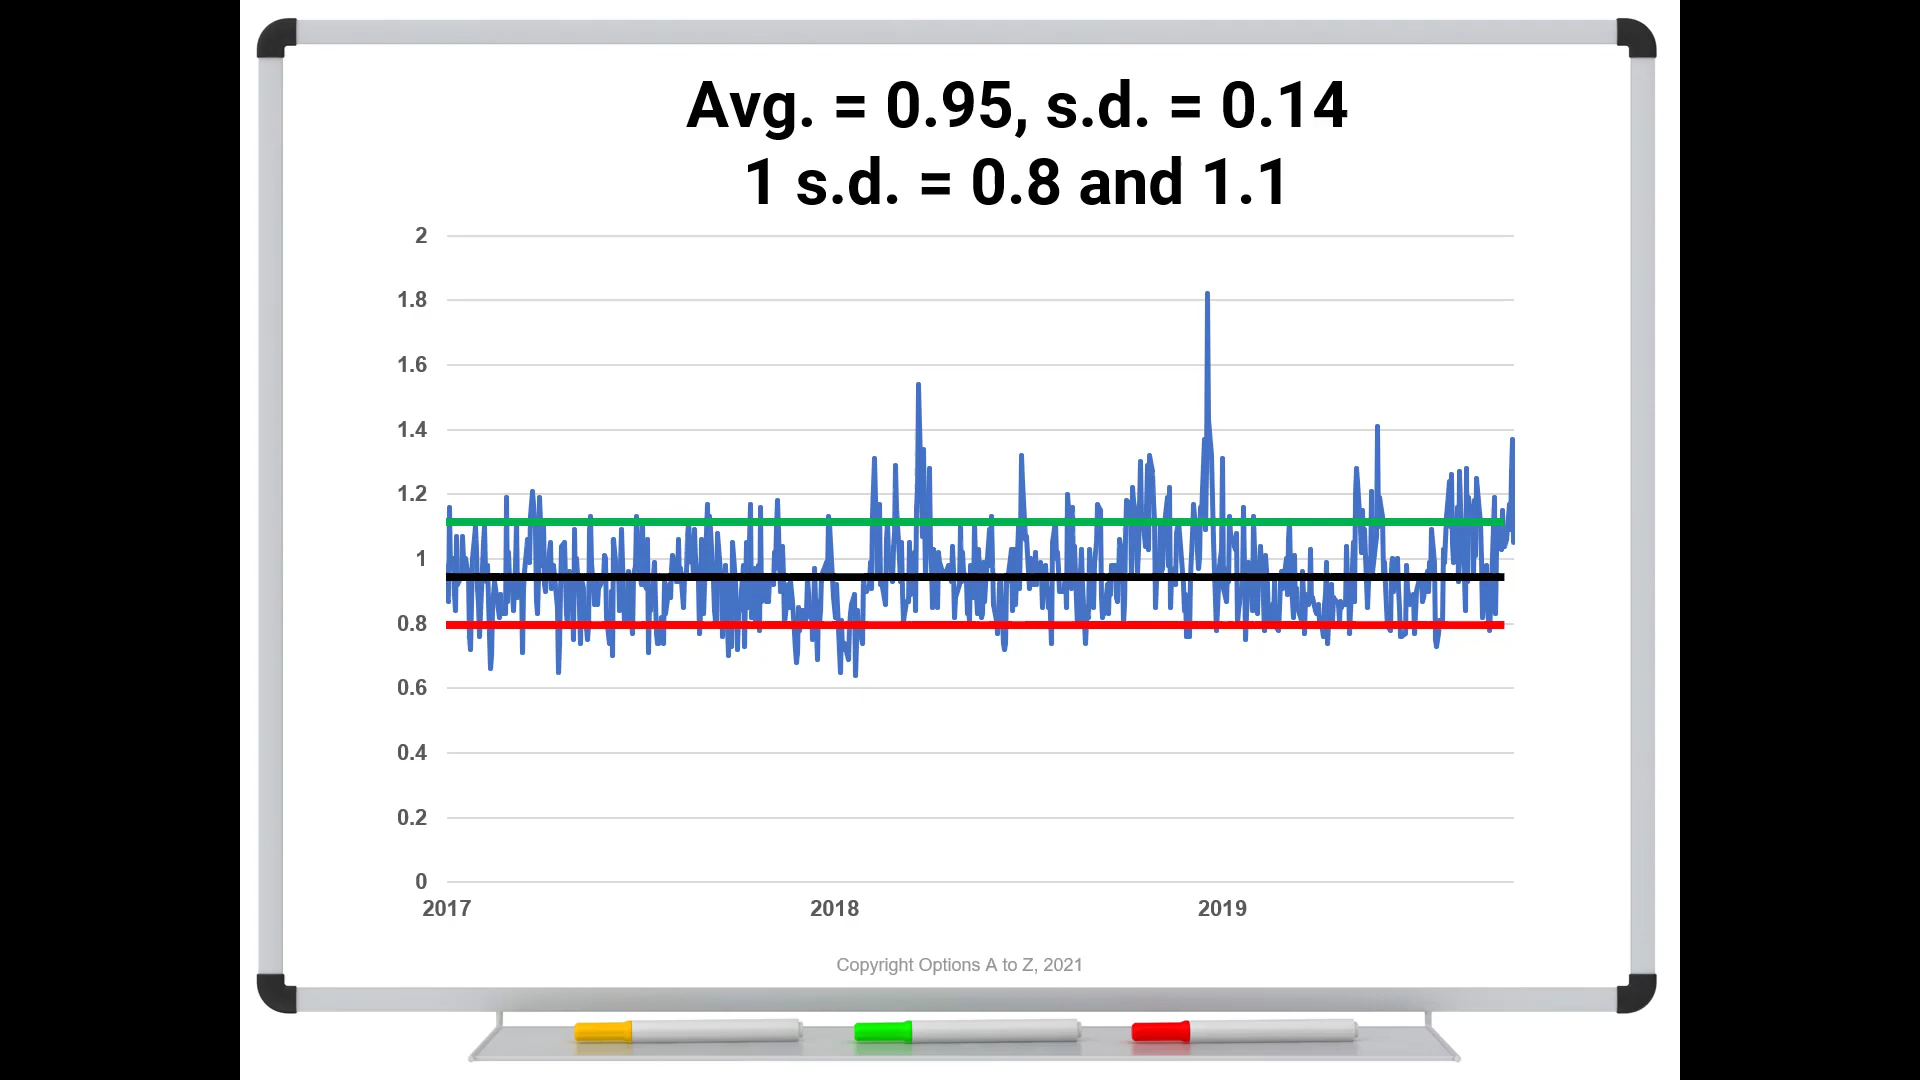 Avg. = 0.95, s.d. = 0.14
1 s.d. = 0.8 and 1.1
2
1.8
1.6
1.4
1.2
1
0.8
0.6
0.4
0.2
0
2017 2018 2019
Copyright Options A to Z, 2021